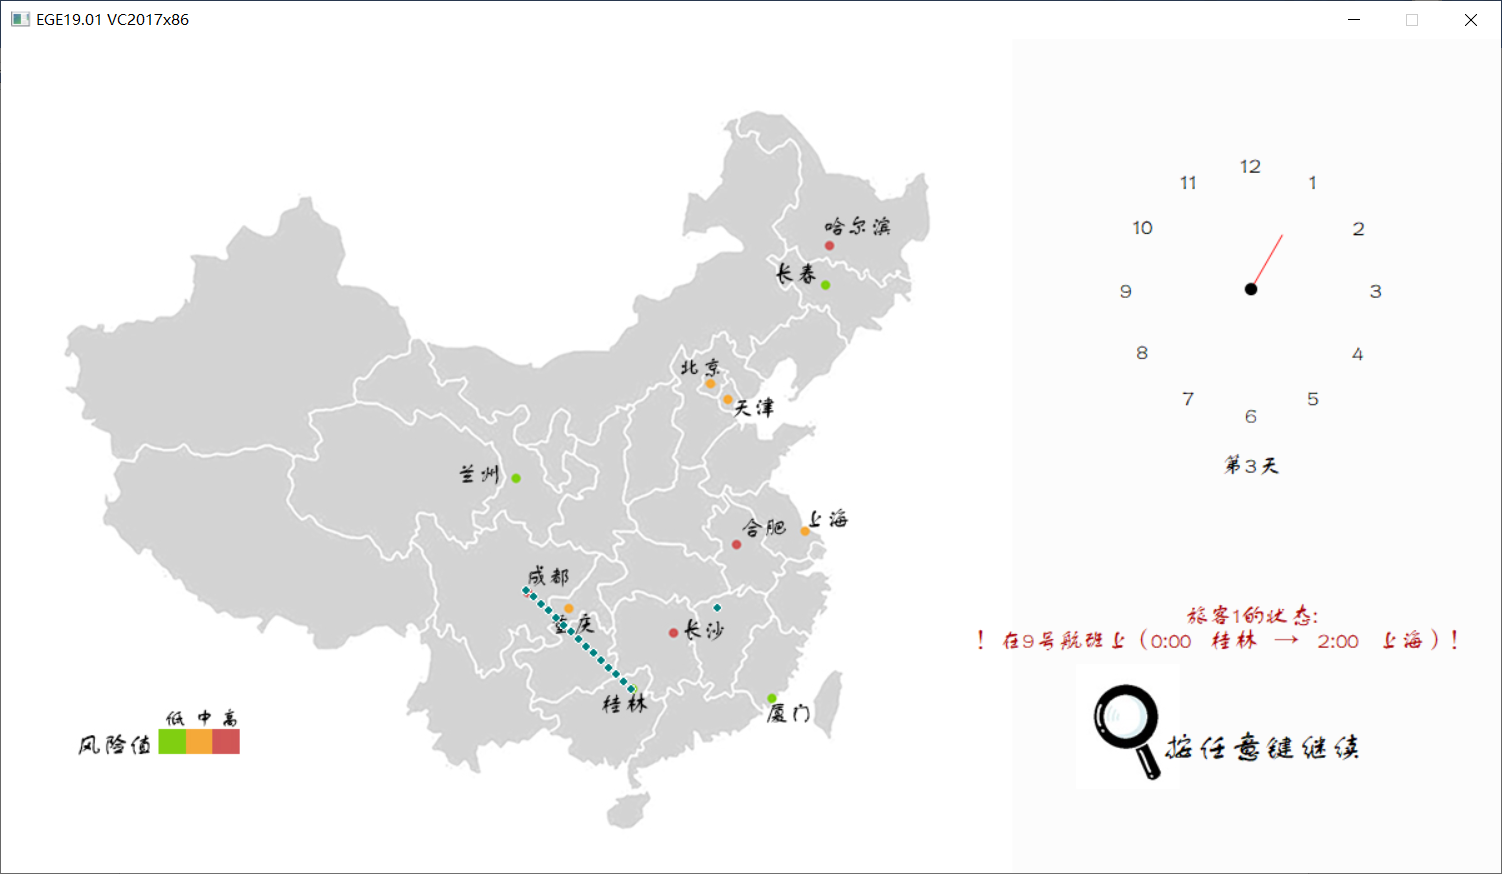 EGE19.01 VC2017x86
12
11
1
10
2
9
3
8
4
7
5
6
第3天
哈尔滨
长春
北京
天津
兰州
合肥
上海
成都
重庆
长沙
桂林
厦门
低 中 高
风险值
旅客1的状态:
! 在9号航班上(0:00 桂林 → 2:00 上海)!
按任意键继续